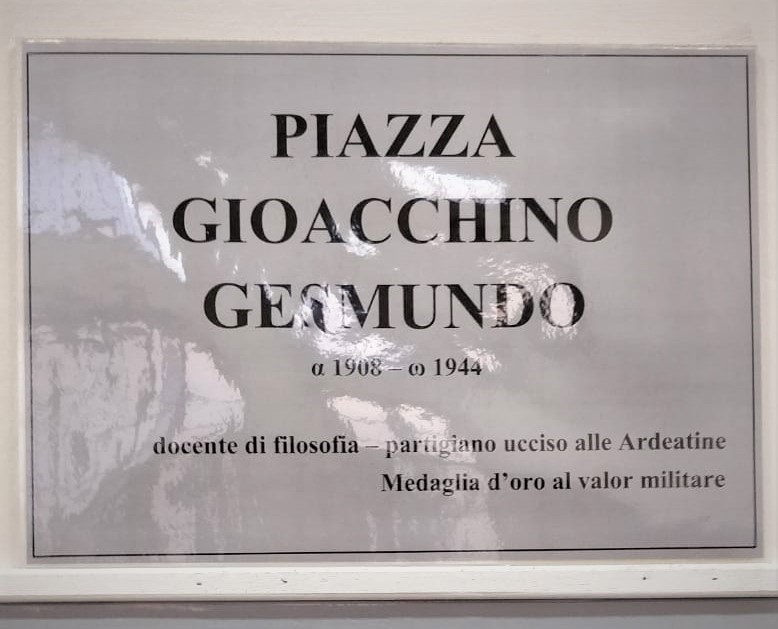 PIAZZA
GIOACCHINO
GESMUNDO
α 1908 – ω 1944
docente di filosofia – partigiano ucciso alle Ardeatine
Medaglia d'oro al valor militare